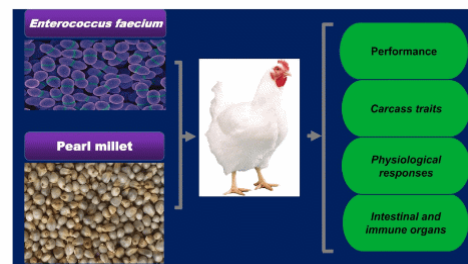 Enterococcus faecium
Pearl millet
Performance
Carcass traits
Physiological
responses
Intestinal and
immune organs